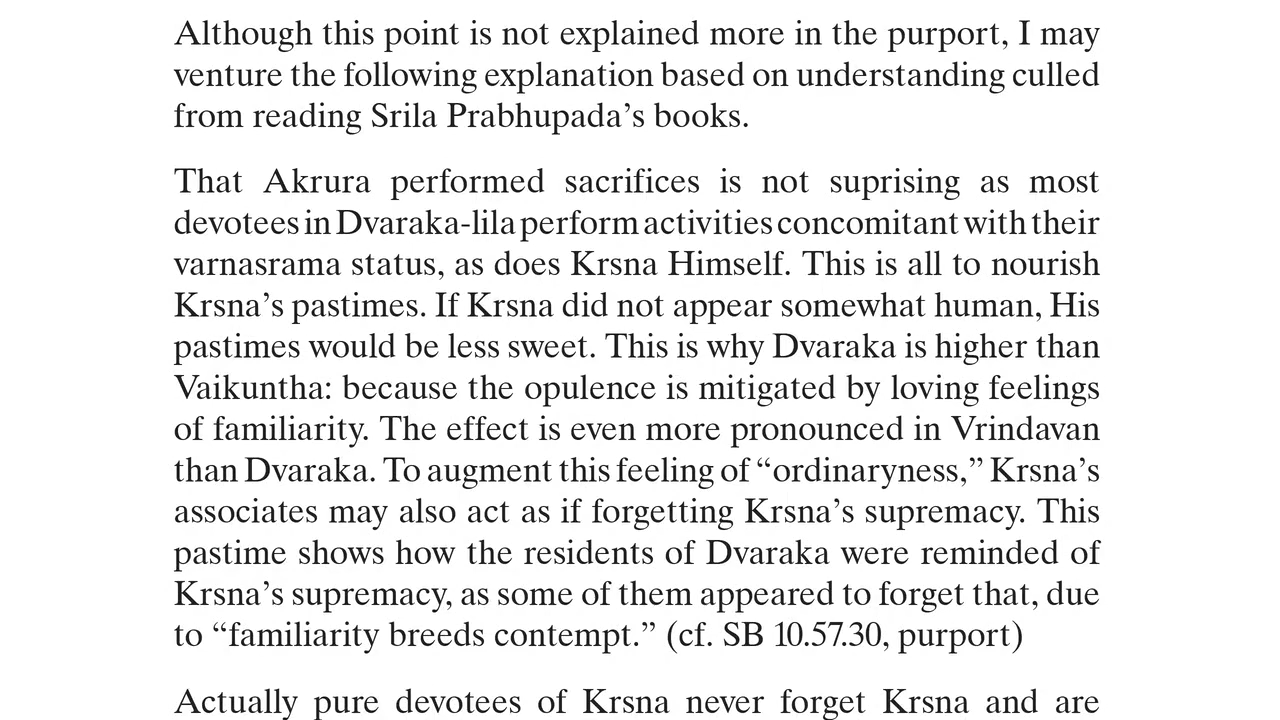 Although this point is not explained more in the purport, I may
venture the following explanation based on understanding culled
from reading Srila Prabhupada’s books.
That Akrura performed sacrifices is not suprising as most
devotees in Dvaraka-lila perform activities concomitant with their
varnasrama status, as does Krsna Himself. This is all to nourish
Krsna’s pastimes. If Krsna did not appear somewhat human, His
pastimes would be less sweet. This is why Dvaraka is higher than
Vaikuntha: because the opulence is mitigated by loving feelings
of familiarity. The effect is even more pronounced in Vrindavan
than Dvaraka. To augment this feeling of “ordinaryness,” Krsna’s
associates may also act as if forgetting Krsna’s supremacy. This
pastime shows how the residents of Dvaraka were reminded of
Krsna’s supremacy, as some of them appeared to forget that, due
to “familiarity breeds contempt.” (cf. SB 10.57.30, purport)
Actually pure devotees of Krsna never forget Krsna and are